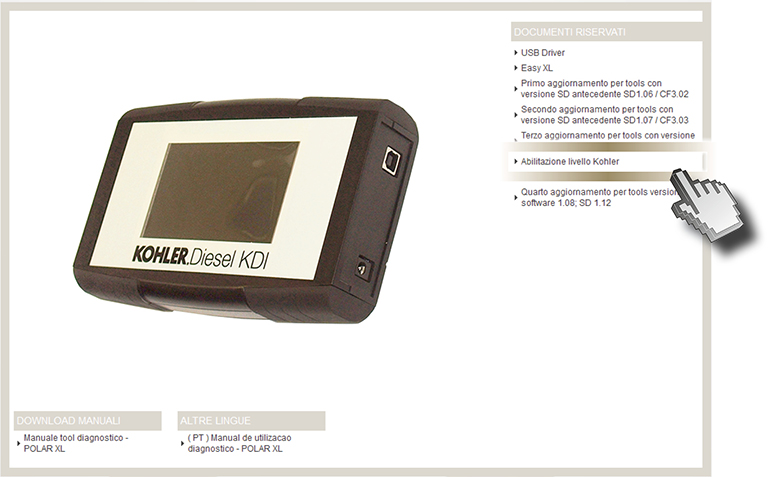 DOCUMENTI RISERVATI
USB Driver
Easy XL
Primo aggiornamento per tools con
versione SD antecedente SD1.06 / CF3.02
Secondo aggiornamento per tools con
versione SD antecedente SD1.07 / CF3.03
Terzo aggiornamento per tools con versione
Abilitazione livello Kohler
Quarto aggiornamento per tools version
software 1.08; SD 1.12
KOHLER.Diesel KDI
DOWNLOAD MANUALI
Manuale tool diagnostico -
POLAR XL
ALTRE LINGUE
( PT ) Manual de utilizacao
diagnostico - POLAR XL